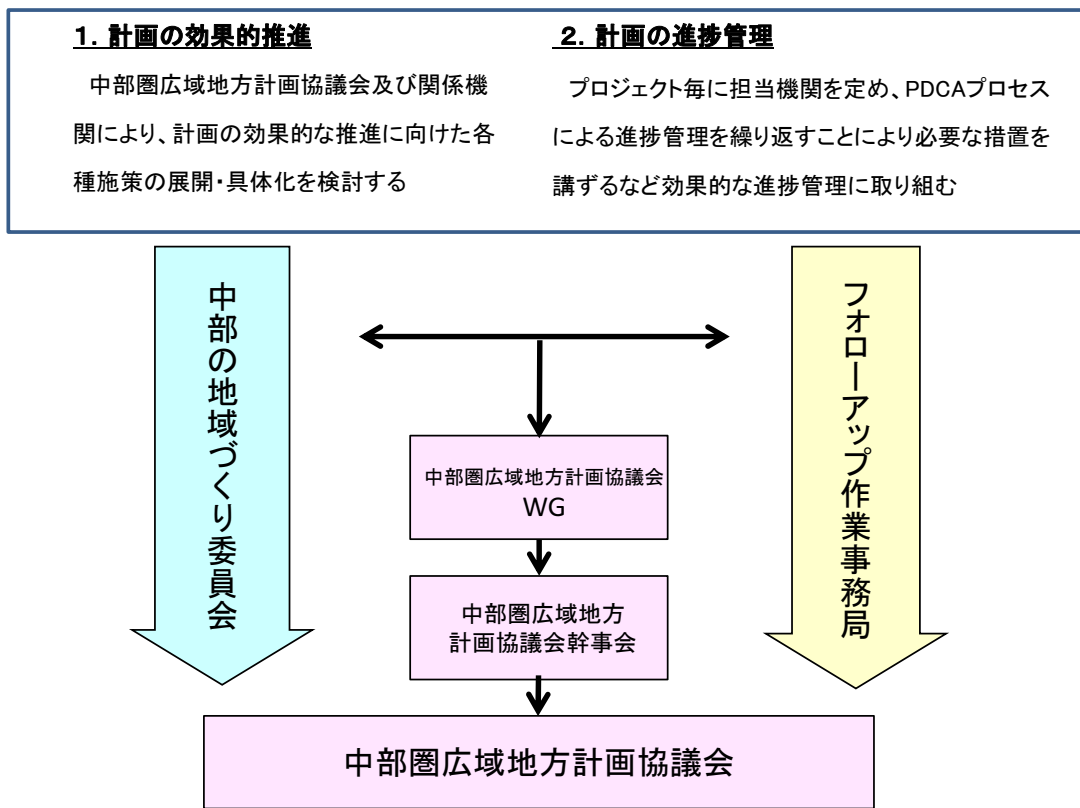 1. 計画の効果的推進
中部圏広域地方計画協議会及び関係機
関により、計画の効果的な推進に向けた各
種施策の展開・具体化を検討する
2. 計画の進捗管理
プロジェクト毎に担当機関を定め、PDCAプロセス
による進捗管理を繰り返すことにより必要な措置を
講ずるなど効果的な進捗管理に取り組む
中部の地域づくり委員会
中部圏広域地方計画協議会
WG
中部圏広域地方
計画協議会幹事会
フォローアップ作業事務局
中部圏広域地方計画協議会